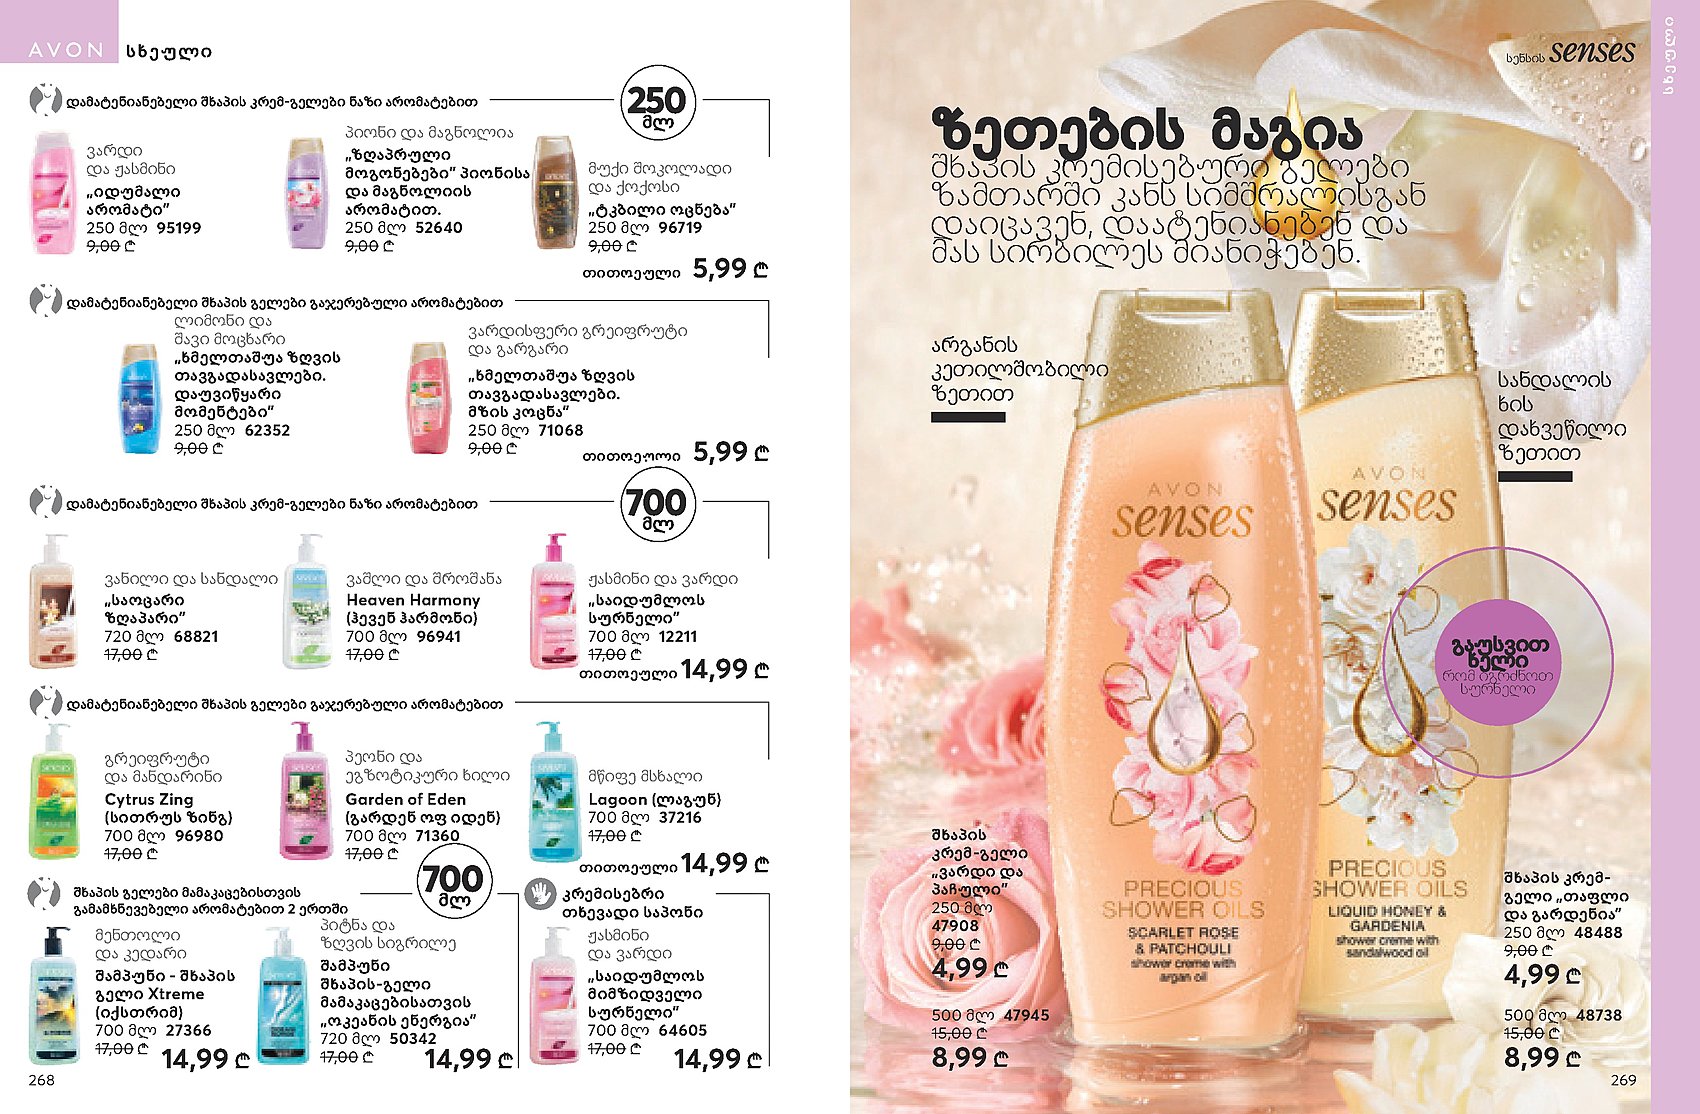 AVON სხეული
დამატენიანებელი შხაპის კრემ-გელები ნაზი არომატებით
250
მლ
ვარდი
და ჟასმინი
„იდუმალი
არომატი”
250 მლ 95199
9,00 ₾
პიონი და მაგნოლია
„ზღაპრული
მოგონებები” პიონისა
და მაგნოლიის
არომატით.
250 მლ 52640
9,00 ₾
მუქი შოკოლადი
და ქოქოსი
„ტკბილი ოცნება”
250 მლ 96719
9,00 ₾
თითოეული 5,99 ₾
დამატენიანებელი შხაპის გელები გაჯერებული არომატებით
ლიმონი და
შავი მოცხარი
„ხმელთაშუა ზღვის
თავგადასავლები.
დაუვიწყარი
მომენტები”
250 მლ 62352
9,00 ₾
ვარდისფერი გრეიფრუტი
და გარგარი
„ხმელთაშუა ზღვის
თავგადასავლები.
მზის კოცნა”
250 მლ 71068
9,00 ₾
თითოეული 5,99 ₾
დამატენიანებელი შხაპის კრემ-გელები ნაზი არომატებით
700
მლ
ვანილი და სანდალი
„საოცარი
ზღაპარი”
720 მლ 68821
17,00 ₾
ვაშლი და შროშანა
Heaven Harmony
(ჰევენ ჰარმონი)
700 მლ 96941
17,00 ₾
ჟასმინი და ვარდი
„საიდუმლოს
სურნელი”
700 მლ 12211
17,00 ₾
თითოეული 14,99 ₾
დამატენიანებელი შხაპის გელები გაჯერებული არომატებით
გრეიფრუტი
და მანდარინი
Cytrus Zing
(სითრუს ზინგ)
700 მლ 96980
17,00 ₾
პეონი და
ეგზოტიკური ხილი
Garden of Eden
(გარდენ ოფ იდენ)
700 მლ 71360
17,00 ₾
მწიფე მსხალი
Lagoon (ლაგუნ)
700 მლ 37216
17,00 ₾
თითოეული 14,99 ₾
შხაპის გელები მამაკაცებისთვის
გამამხნევებელი არომატებით 2 ერთში
700
მლ
მენთოლი
და კედარი
შამპუნი - შხაპის
გელი Xtreme
(იქსთრიმ)
700 მლ 27366
17,00 ₾
14,99 ₾
პიტნა და
ზღვის სიგრილე
შამპუნი
შხაპის-გელი
მამაკაცებისათვის
„ოკეანის ენერგია”
720 მლ 50342
17,00 ₾
14,99 ₾
კრემისებრი
თხევადი საპონი
ჟასმინი
და ვარდი
„საიდუმლოს
მიმზიდველი
სურნელი”
700 მლ 64605
17,00 ₾
14,99 ₾
268
სენსის senses
სხეული
ზეთების მაგია
შხაპის კრემისებური გელები
ზამთარში კანს სიმშრალისგან
დაიცავენ, დაატენიანებენ და
მას სირბილეს მიანიჭებენ.
არგანის
კეთილშობილი
ზეთით
სანდალის
ხის
დახვეწილი
ზეთით
AVON
senses
PRECIOUS
SHOWER OILS
SCARLET ROSE
& PATCHOULI
shower creme with
argan oil
AVON
senses
PRECIOUS
SHOWER OILS
LIQUID HONEY &
GARDENIA
shower creme with
sandalwood oil
გაუსვით
ხელი
რომ იგრძნოთ
სურნელი
შხაპის
კრემ-გელი
„ვარდი და
პაჩული”
250 მლ
47908
9,00 ₾
4,99 ₾
500 მლ 47945
15,00 ₾
8,99 ₾
შხაპის კრემ-
გელი „თაფლი
და გარდენია”
250 მლ 48488
9,00 ₾
4,99 ₾
500 მლ 48738
15,00 ₾
8,99 ₾
269